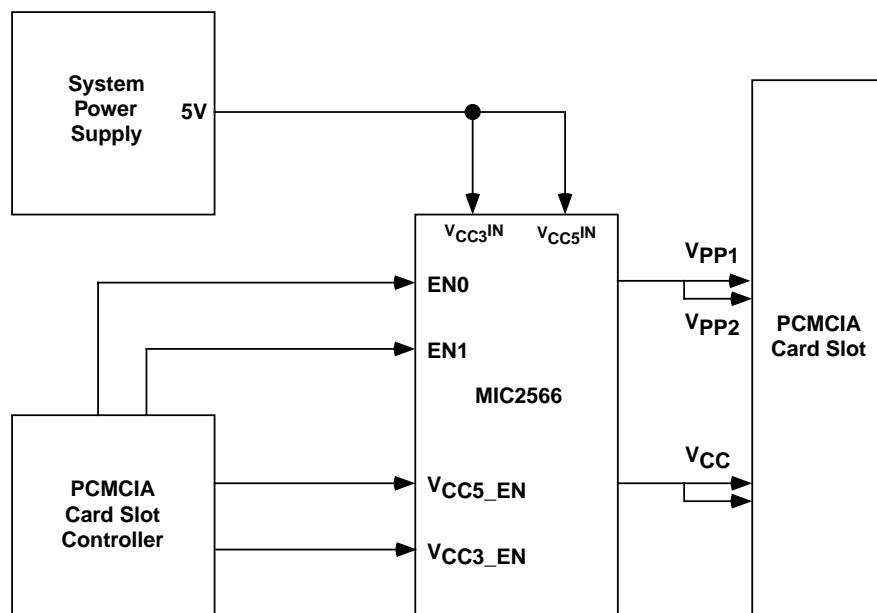 System
Power
Supply
5V
VCC3IN
VCC5IN
EN0
EN1
MIC2566
VCC5_EN
VCC3_EN
PCMCIA
Card Slot
Controller
VPP1
VPP2
VCC
PCMCIA
Card Slot